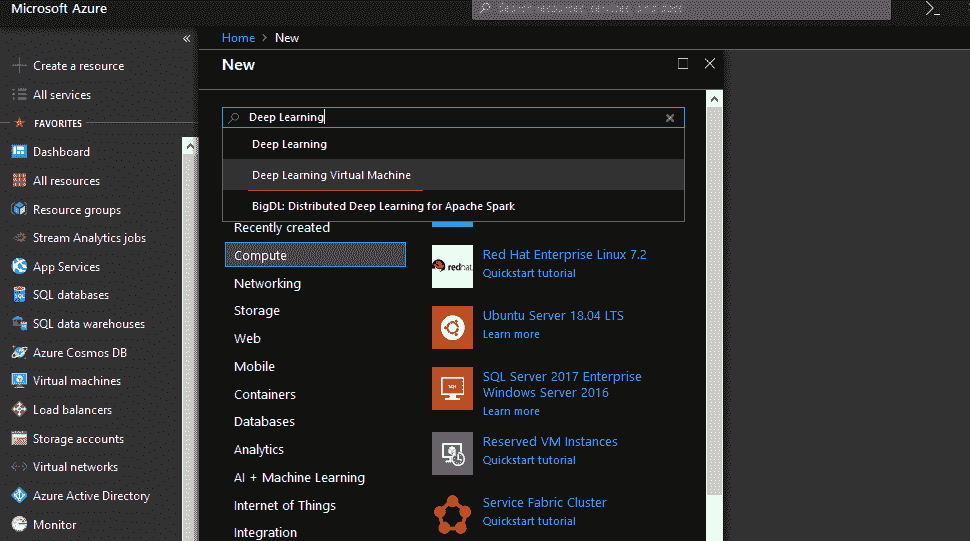 Microsoft Azure
Search resources, services, and docs
>_
«
Home > New
Create a resource
All services
FAVORITES
Dashboard
All resources
Resource groups
Stream Analytics jobs
App Services
SQL databases
SQL data warehouses
Azure Cosmos DB
Virtual machines
Load balancers
Storage accounts
Virtual networks
Azure Active Directory
Monitor
New
Deep Learning
Deep Learning
Deep Learning Virtual Machine
BigDL: Distributed Deep Learning for Apache Spark
Recently created
Compute
Networking
Storage
Web
Mobile
Containers
Databases
Analytics
AI + Machine Learning
Internet of Things
Integration
redhat
Red Hat Enterprise Linux 7.2
Quickstart tutorial
Ubuntu Server 18.04 LTS
Learn more
SQL Server 2017 Enterprise
Windows Server 2016
Learn more
Reserved VM Instances
Quickstart tutorial
Service Fabric Cluster
Quickstart tutorial